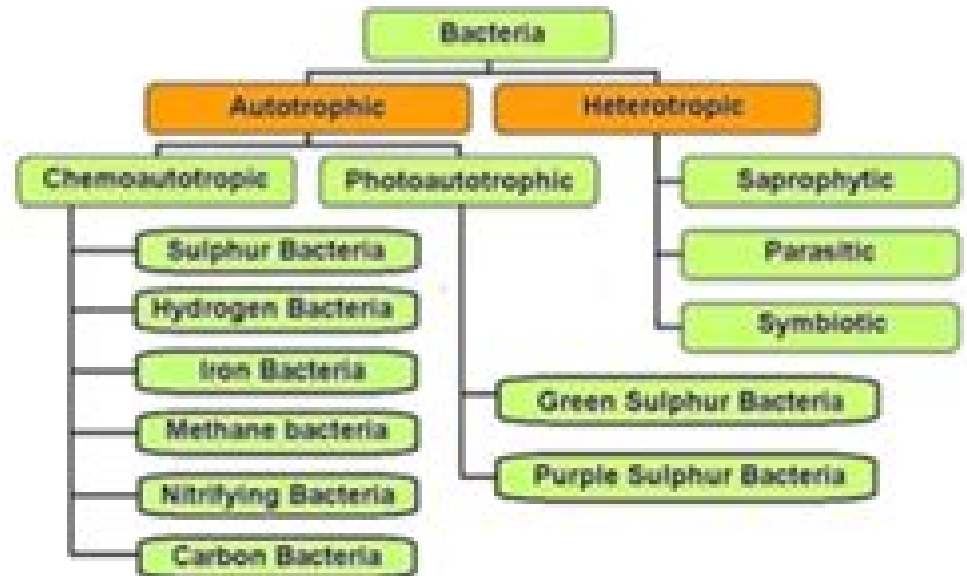 Bacteria
Autotrophic
Heterotropic
Chemoautotropic
Photoautotrophic
Saprophytic
Sulphur Bacteria
Parasitic
Hydrogen Bacteria
Symbiotic
Iron Bacteria
Green Sulphur Bacteria
Methane bacteria
Purple Sulphur Bacteria
Nitrifying Bacteria
Carbon Bacteria